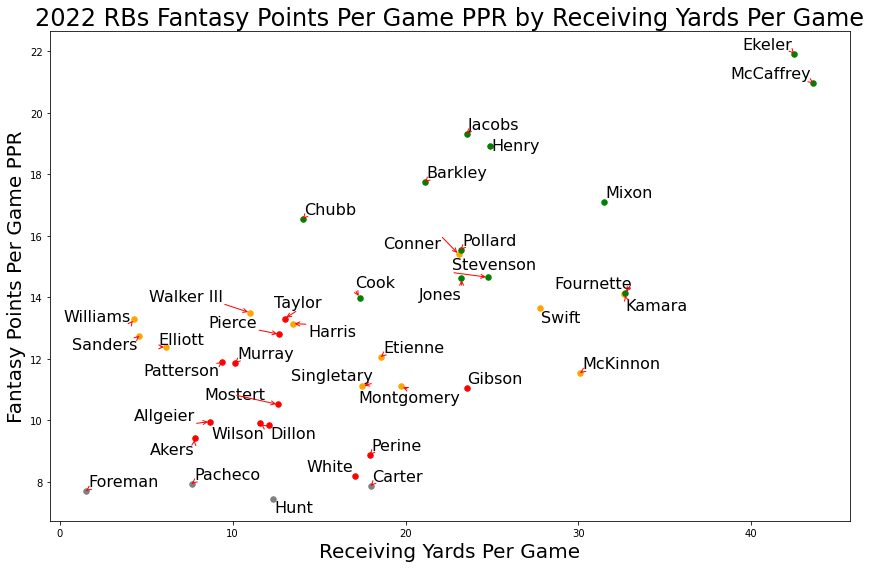 2022 RBs Fantasy Points Per Game PPR by Receiving Yards Per Game
Fantasy Points Per Game PPR
22
20
18
16
14
12
10
8
Ekeler
McCaffrey
Jacobs
Henry
Barkley
Mixon
Chubb
Conner
Pollard
Stevenson
Cook
Jones
Fournette
Kamara
Walker III
Taylor
Swift
Williams
Pierce
Harris
Sanders
Elliott
Murray
Etienne
Patterson
Singletary
McKinnon
Gibson
Mostert
Montgomery
Allgeier
Wilson
Dillon
Akers
Perine
White
Carter
Pacheco
Foreman
Hunt
0
10
20
30
40
Receiving Yards Per Game